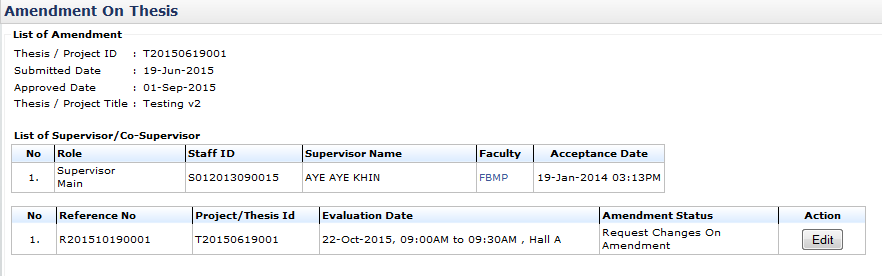 Amendment On Thesis
List of Amendment
Thesis / Project ID : T20150619001
Submitted Date : 19-Jun-2015
Approved Date : 01-Sep-2015
Thesis / Project Title : Testing v2
List of Supervisor/Co-Supervisor
No Role Staff ID Supervisor Name Faculty Acceptance Date
1. Supervisor Main S012013090015 AYE AYE KHIN FBMP 19-Jan-2014 03:13PM
No Reference No Project/Thesis Id Evaluation Date Amendment Status Action
1. R201510190001 T20150619001 22-Oct-2015, 09:00AM to 09:30AM , Hall A Request Changes On Amendment Edit